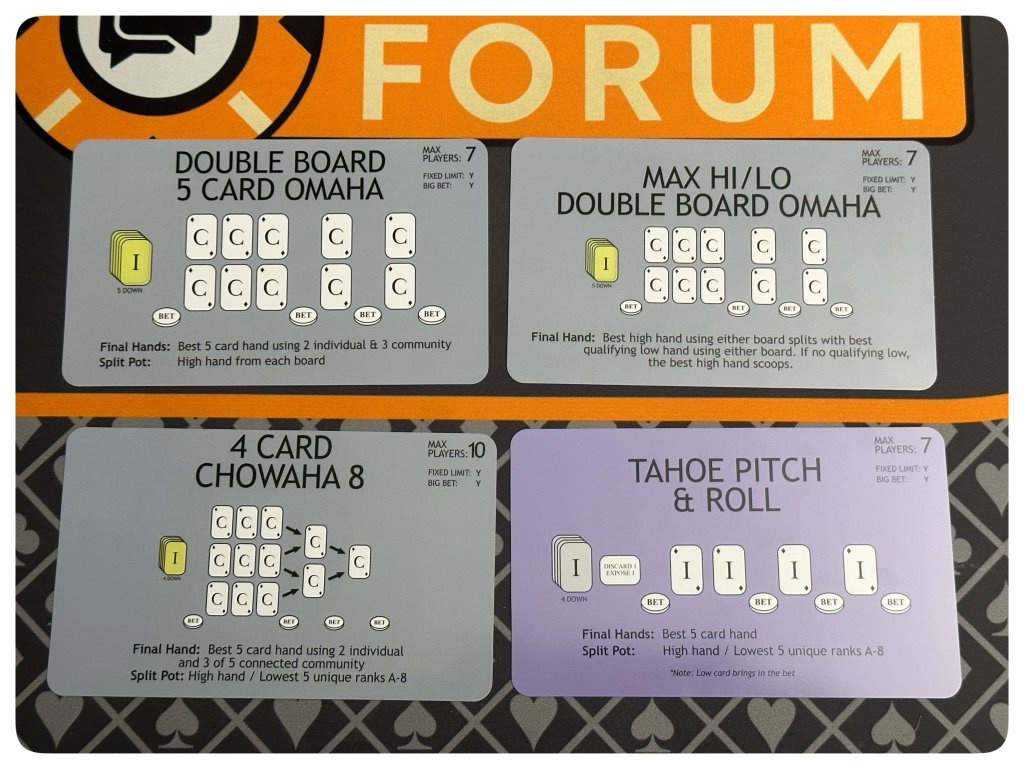 FORUM
DOUBLE BOARD
5 CARD OMAHA
MAX
PLAYERS: 7
FIXED LIMIT: Y
BIG BET: Y
I
5 DOWN
C C C C C
C C C C C
BET BET BET BET
Final Hands: Best 5 card hand using 2 individual & 3 community
Split Pot: High hand from each board
MAX HI/LO
DOUBLE BOARD OMAHA
MAX
PLAYERS: 7
FIXED LIMIT: Y
BIG BET: Y
I
5 DOWN
C C C C C
C C C C C
BET BET BET BET
Final Hand: Best high hand using either board splits with best
qualifying low hand using either board. If no qualifying low,
the best high hand scoops.
4 CARD
CHOWAHA 8
MAX
PLAYERS: 10
FIXED LIMIT: Y
BIG BET: Y
I
4 DOWN
C C C
C
C C C C
C
C C C
BET BET BET BET
Final Hand: Best 5 card hand using 2 individual
and 3 of 5 connected community
Split Pot: High hand / Lowest 5 unique ranks A-8
TAHOE PITCH
& ROLL
MAX
PLAYERS: 7
FIXED LIMIT: Y
BIG BET: Y
I
4 DOWN
DISCARD 1
EXPOSE 1
I I I I
BET BET BET BET
Final Hands: Best 5 card hand
Split Pot: High hand / Lowest 5 unique ranks A-8
*Note: Low card brings in the bet